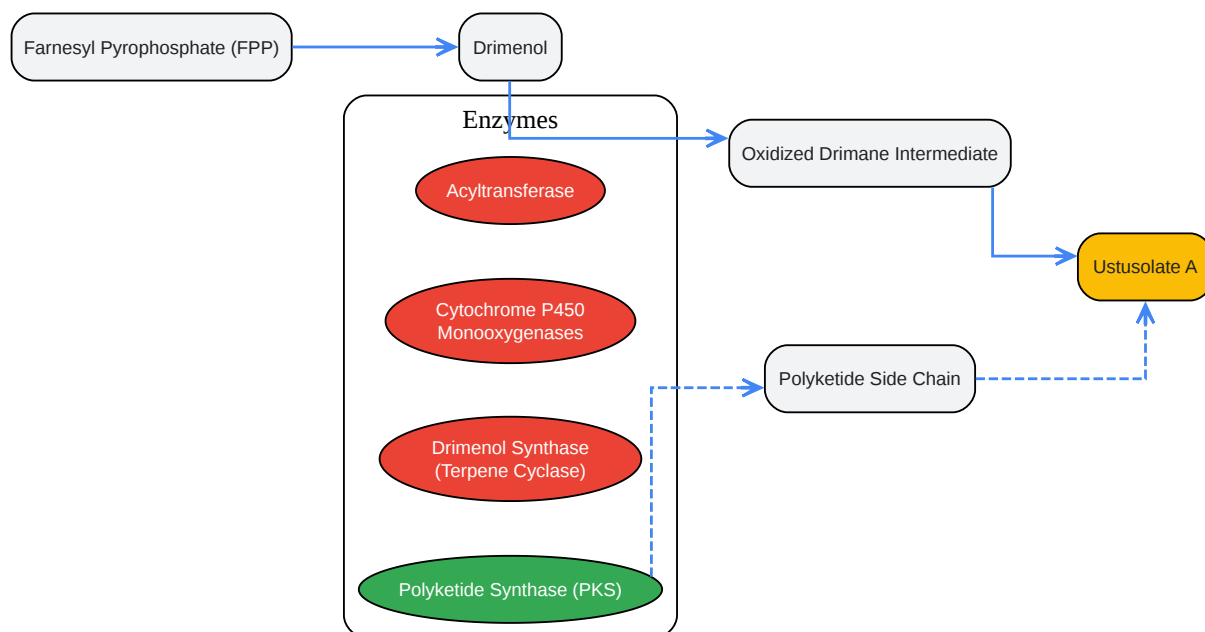 Farnesyl Pyrophosphate (FPP)
Drimenol
Enzymes
Oxidized Drimane Intermediate
Acyltransferase
Ustusolate A
Cytochrome P450
Monooxygenases
Polyketide Side Chain
Drimenol Synthase
(Terpene Cyclase)
Polyketide Synthase (PKS)